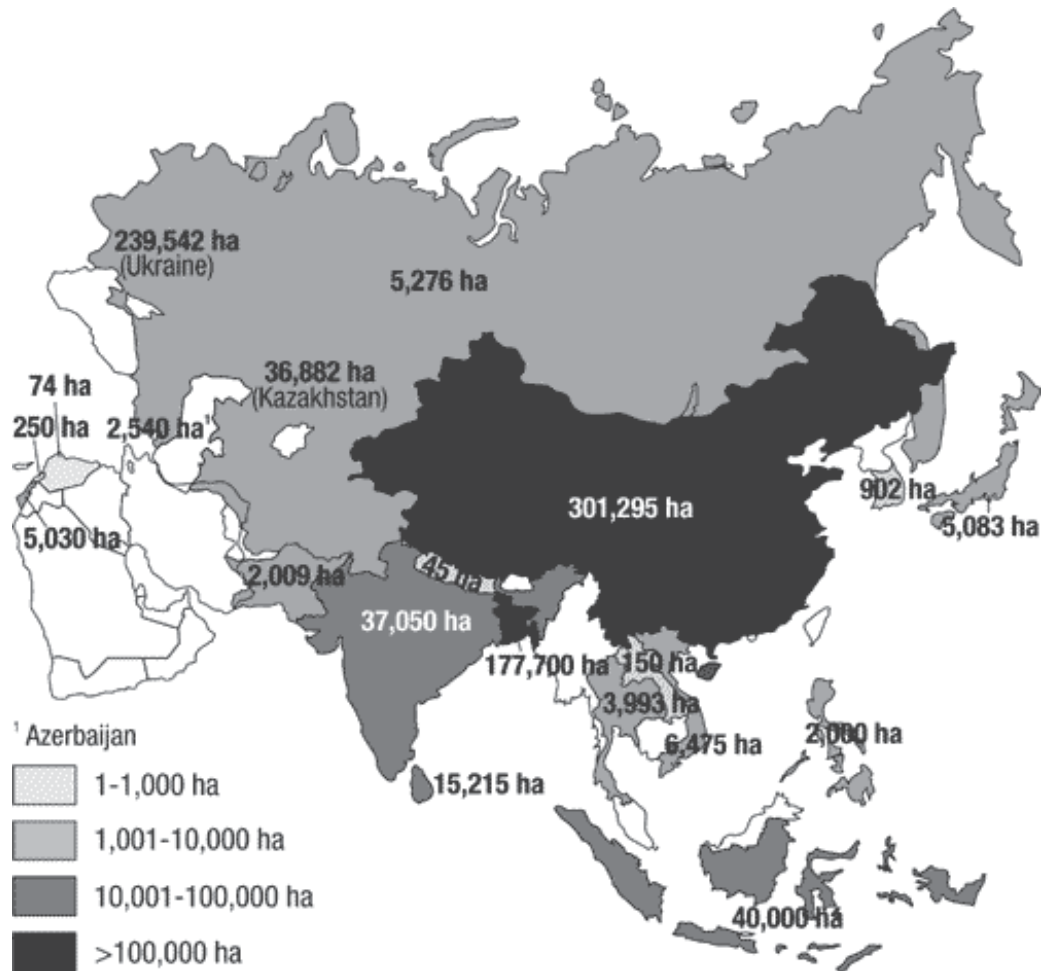 239,542 ha
(Ukraine)
5,276 ha
36,882 ha
(Kazakhstan)
74 ha
250 ha
2,540 ha¹
301,295 ha
902 ha
5,083 ha
5,030 ha
2,009 ha
45 ha
37,050 ha
177,700 ha
150 ha
3,993 ha
6,475 ha
2,000 ha
15,215 ha
40,000 ha
¹ Azerbaijan
1-1,000 ha
1,001-10,000 ha
10,001-100,000 ha
>100,000 ha